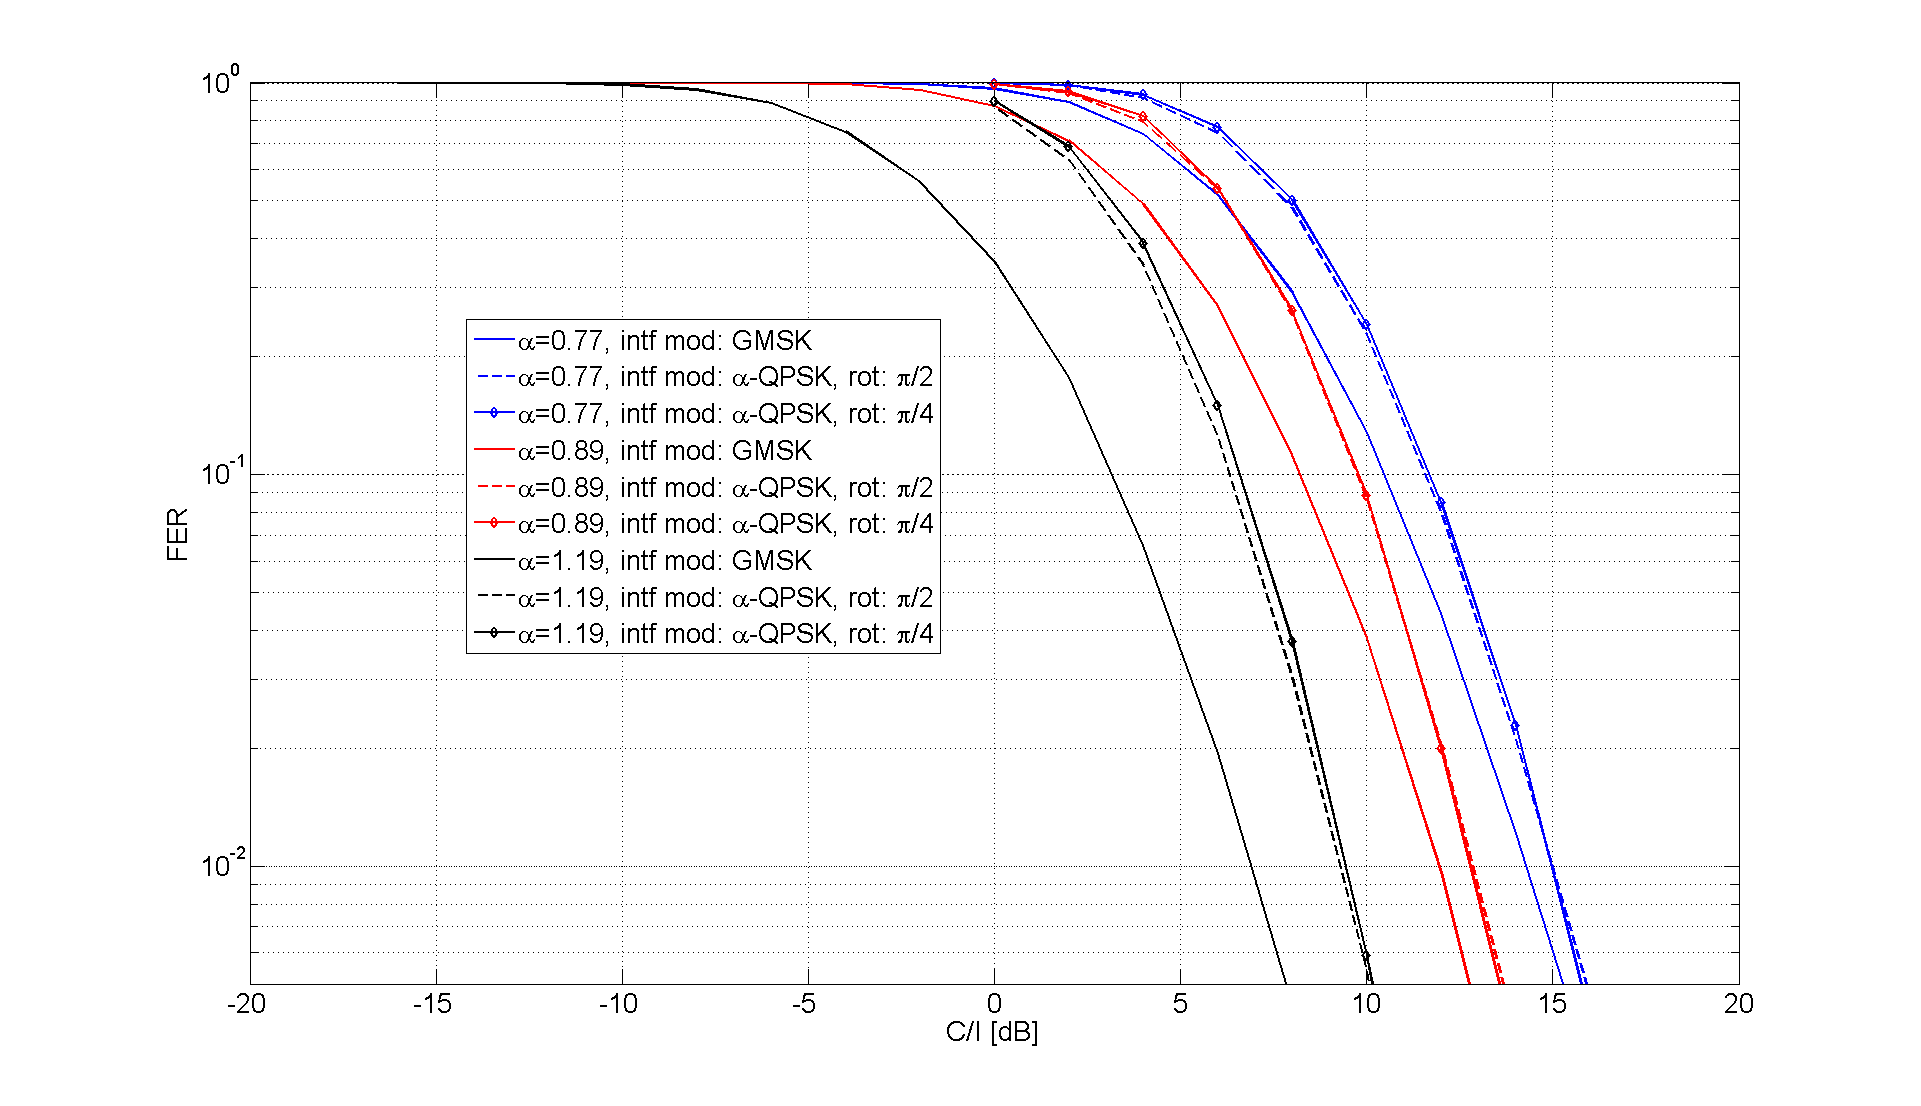 10^0
10^-1
10^-2
FER
α=0.77, intf mod: GMSK
α=0.77, intf mod: α-QPSK, rot: π/2
α=0.77, intf mod: α-QPSK, rot: π/4
α=0.89, intf mod: GMSK
α=0.89, intf mod: α-QPSK, rot: π/2
α=0.89, intf mod: α-QPSK, rot: π/4
α=1.19, intf mod: GMSK
α=1.19, intf mod: α-QPSK, rot: π/2
α=1.19, intf mod: α-QPSK, rot: π/4
-20 -15 -10 -5 0 5 10 15 20
C/I [dB]